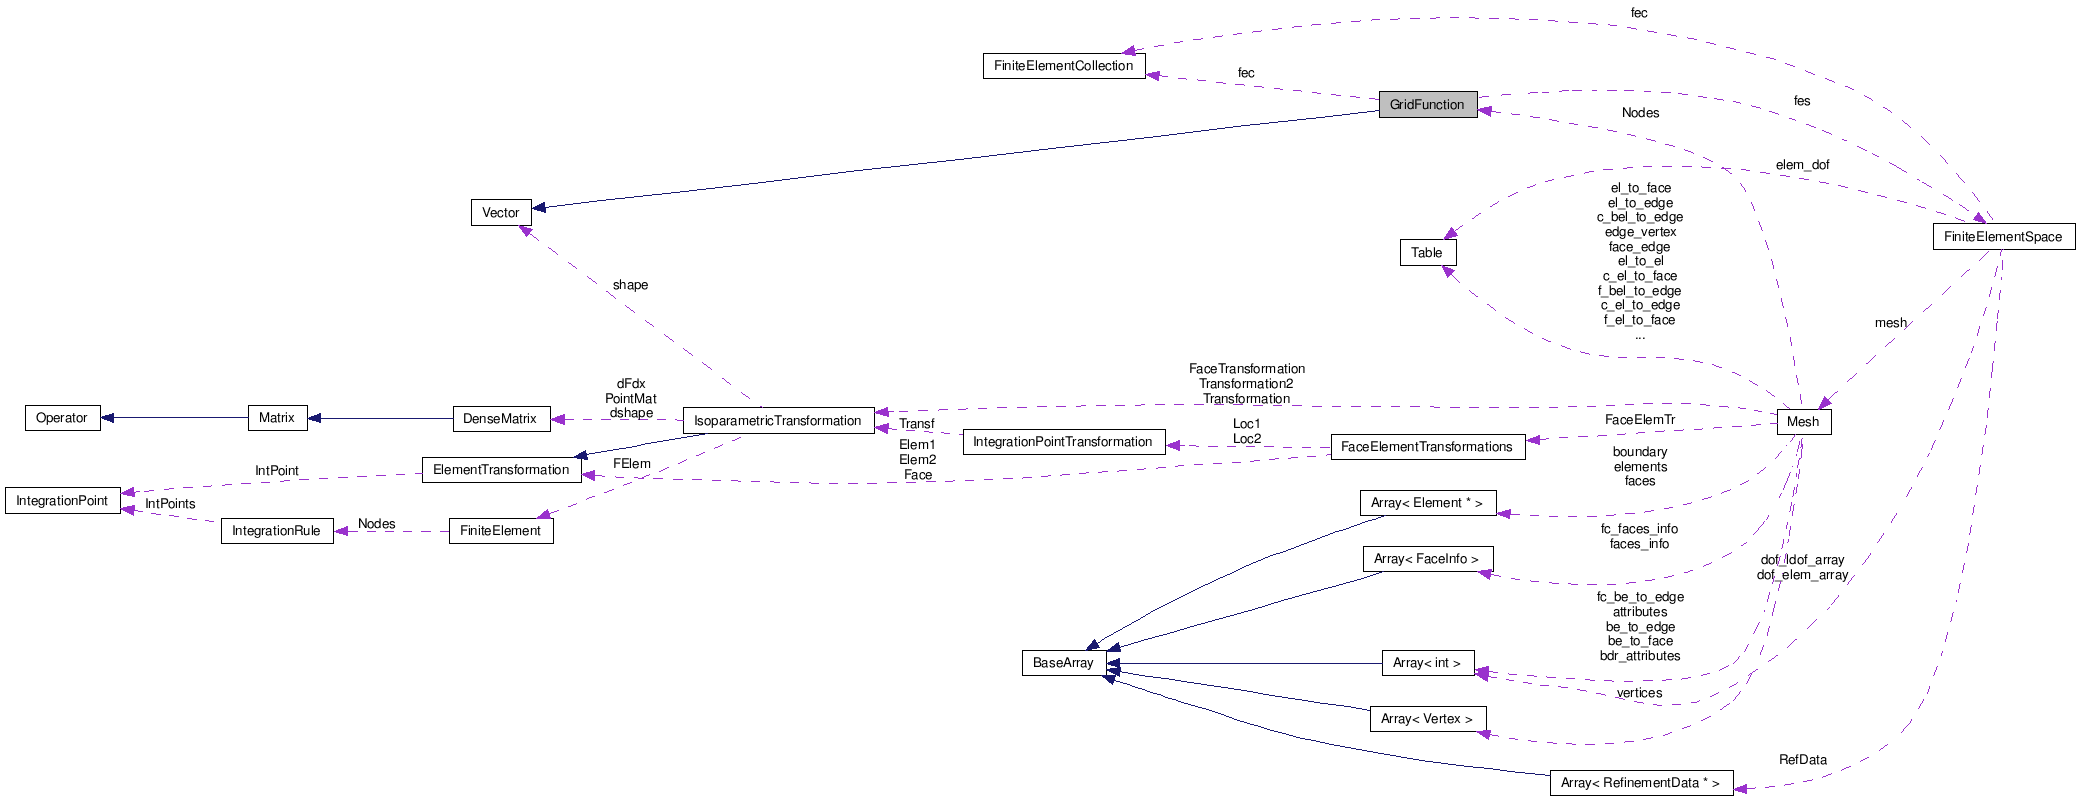 fec
FiniteElementCollection
fec
GridFunction
fes
Nodes
elem_dof
el_to_face
el_to_edge
c_bel_to_edge
edge_vertex
face_edge
el_to_el
c_el_to_face
f_bel_to_edge
c_el_to_edge
f_el_to_face
...
Vector
Table
FiniteElementSpace
shape
mesh
FaceTransformation
Transformation2
Transformation
dFdx
PointMat
dshape
Operator
Matrix
DenseMatrix
IsoparametricTransformation
Transf
IntegrationPointTransformation
Loc1
Loc2
FaceElementTransformations
FaceElemTr
Mesh
Elem1
Elem2
Face
ElementTransformation
FElem
IntPoint
IntegrationPoint
IntPoints
IntegrationRule
Nodes
FiniteElement
boundary
elements
faces
Array< Element * >
fc_faces_info
faces_info
Array< FaceInfo >
dof_ldof_array
dof_elem_array
fc_be_to_edge
attributes
be_to_edge
be_to_face
bdr_attributes
BaseArray
Array< int >
vertices
Array< Vertex >
RefData
Array< RefinementData * >